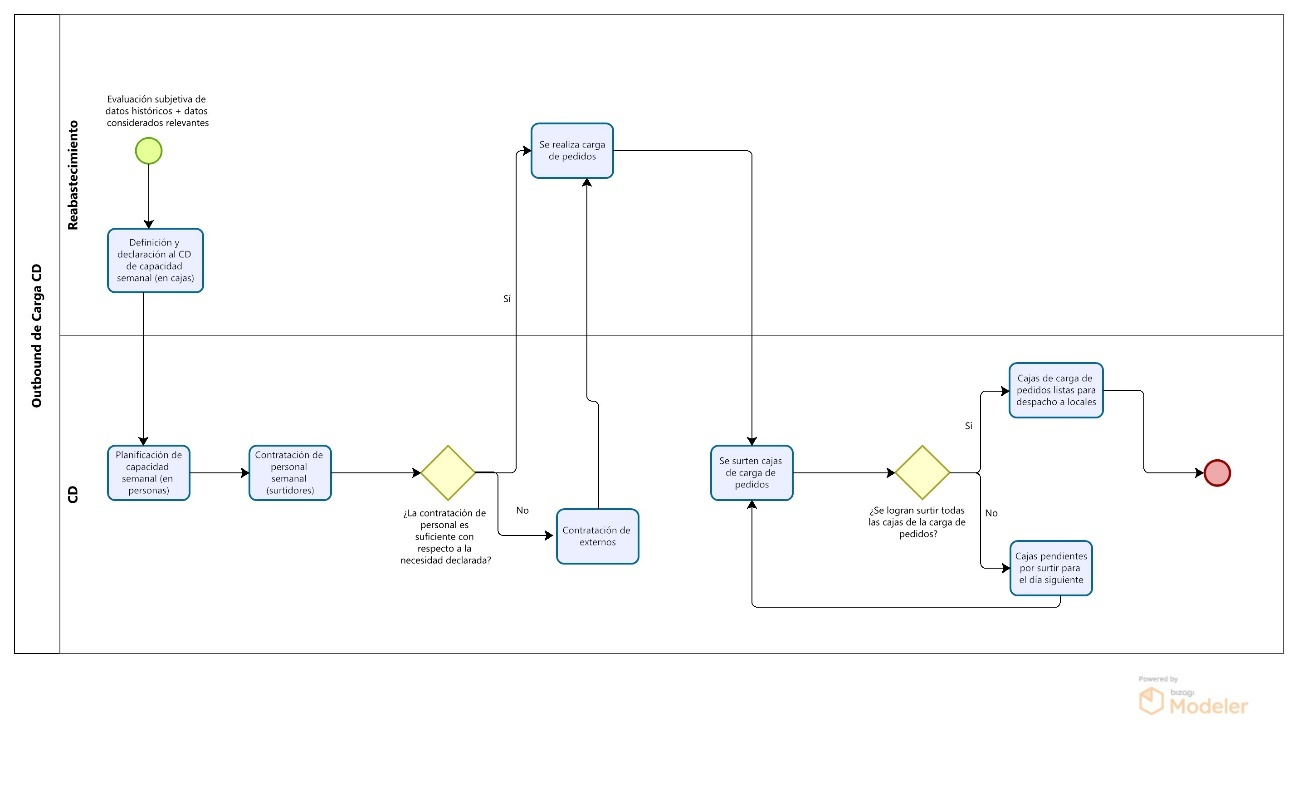 Outbound de Carga CD
Reabastecimiento
Evaluación subjetiva de
datos históricos + datos
considerados relevantes
Definición y
declaración al CD
de capacidad
semanal (en cajas)
Se realiza carga
de pedidos
Sí
CD
Planificación de
capacidad
semanal (en
personas)
Contratación de
personal
semanal
(surtidores)
¿La contratación de
personal es
suficiente con
respecto a la
necesidad declarada?
No
Contratación de
externos
Se surten cajas
de carga de
pedidos
¿Se logran surtir todas
las cajas de la carga de
pedidos?
Sí
Cajas de carga de
pedidos listas para
despacho a locales
No
Cajas pendientes
por surtir para
el día siguiente
Powered by
bizagi
Modeler